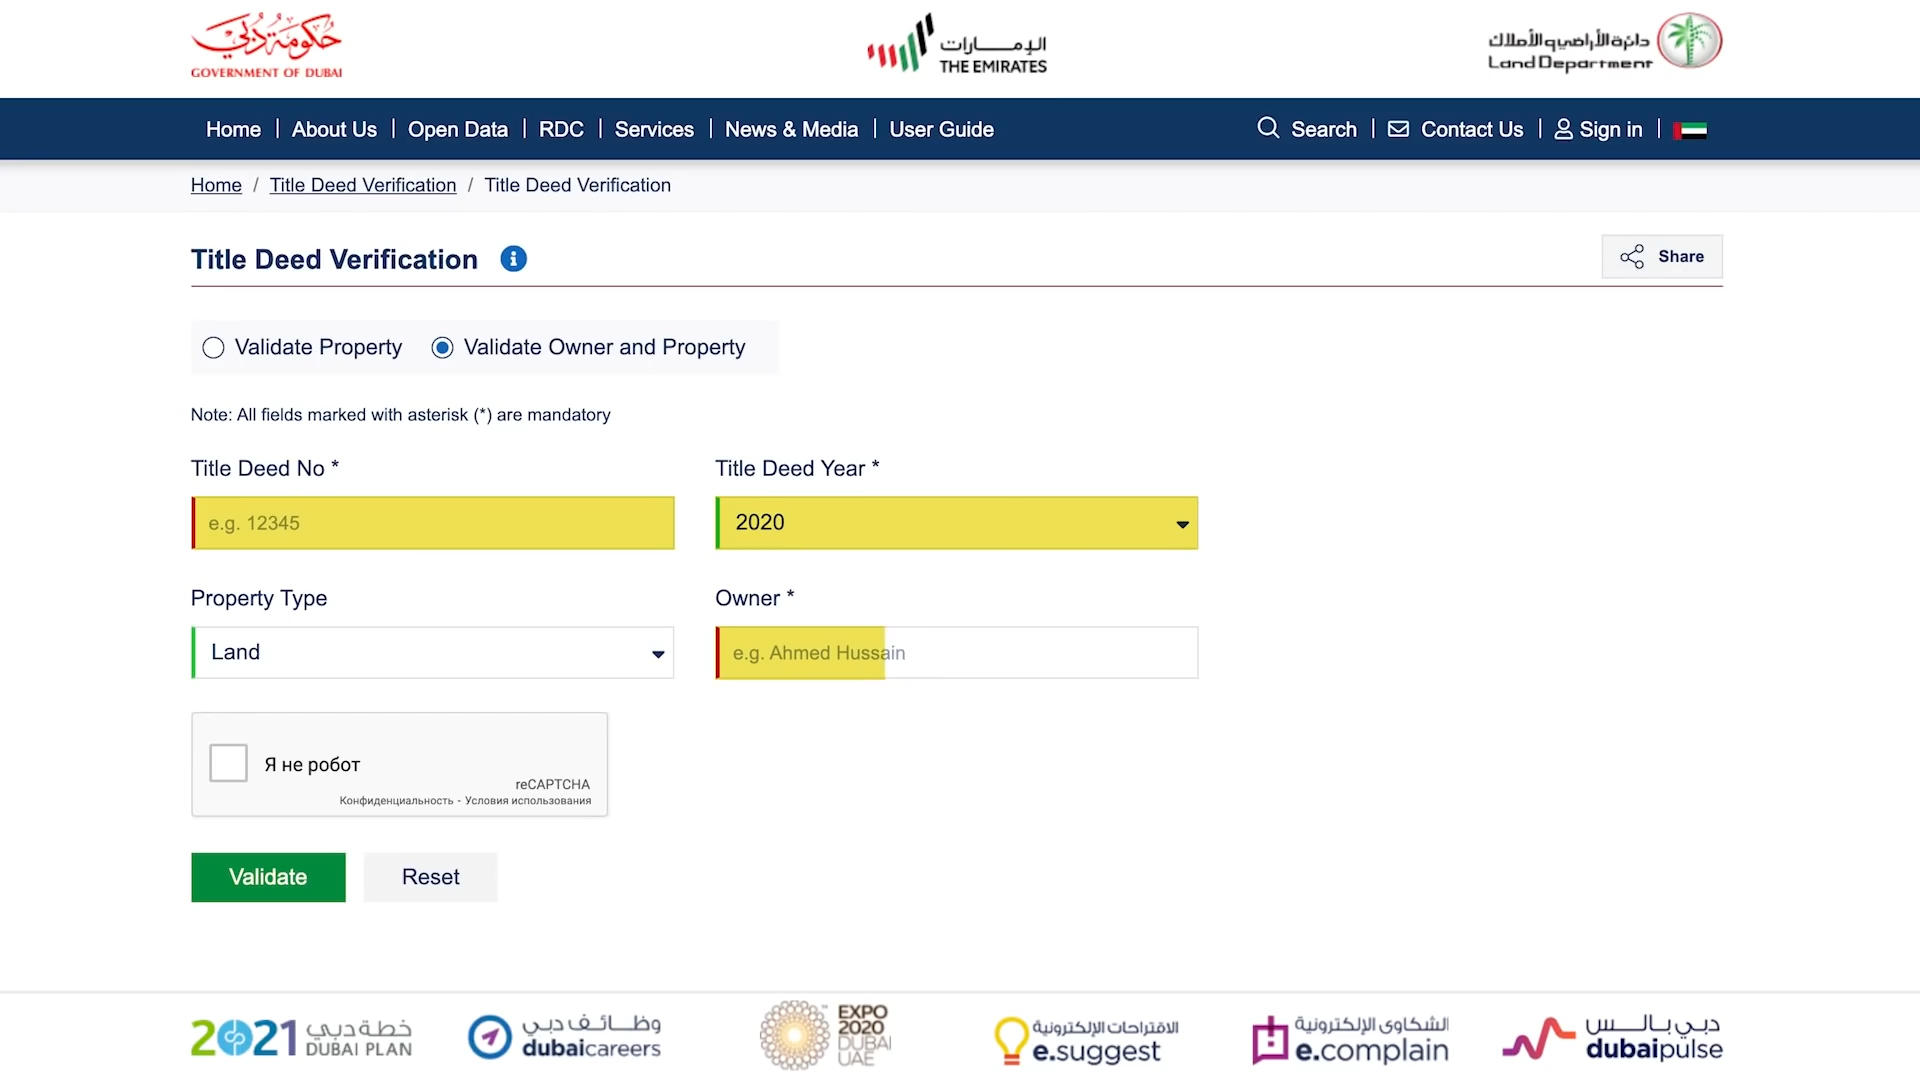 حكومة دبي
GOVERNMENT OF DUBAI
الإمارات
THE EMIRATES
دائرة الأراضي والأملاك
Land Department
Home
About Us
Open Data
RDC
Services
News & Media
User Guide
Search
Contact Us
Sign in
Home / Title Deed Verification / Title Deed Verification
Title Deed Verification
Share
Validate Property
Validate Owner and Property
Note: All fields marked with asterisk (*) are mandatory
Title Deed No *
Title Deed Year *
e.g. 12345
2020
Property Type
Owner *
Land
e.g. Ahmed Hussain
Я не робот
reCAPTCHA
Конфиденциальность - Условия использования
Validate
Reset
2021
خطة دبي
DUBAI PLAN
وظائف دبي
dubaicareers
EXPO
2020
DUBAI
UAE
الاقتراحات الإلكترونية
e.suggest
الشكاوى الإلكترونية
e.complain
دبي بالس
dubaipulse